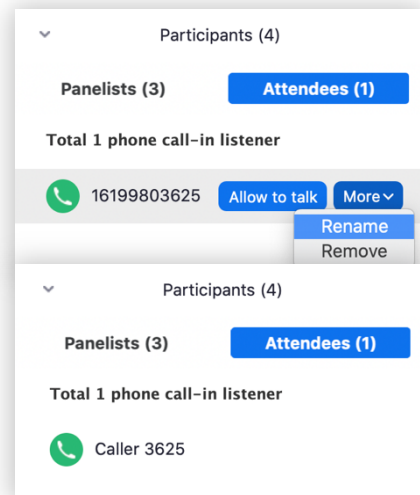 Participants (4)
Panelists (3) Attendees (1)
Total 1 phone call-in listener
16199803625 Allow to talk More
Rename
Remove
Participants (4)
Panelists (3) Attendees (1)
Total 1 phone call-in listener
Caller 3625